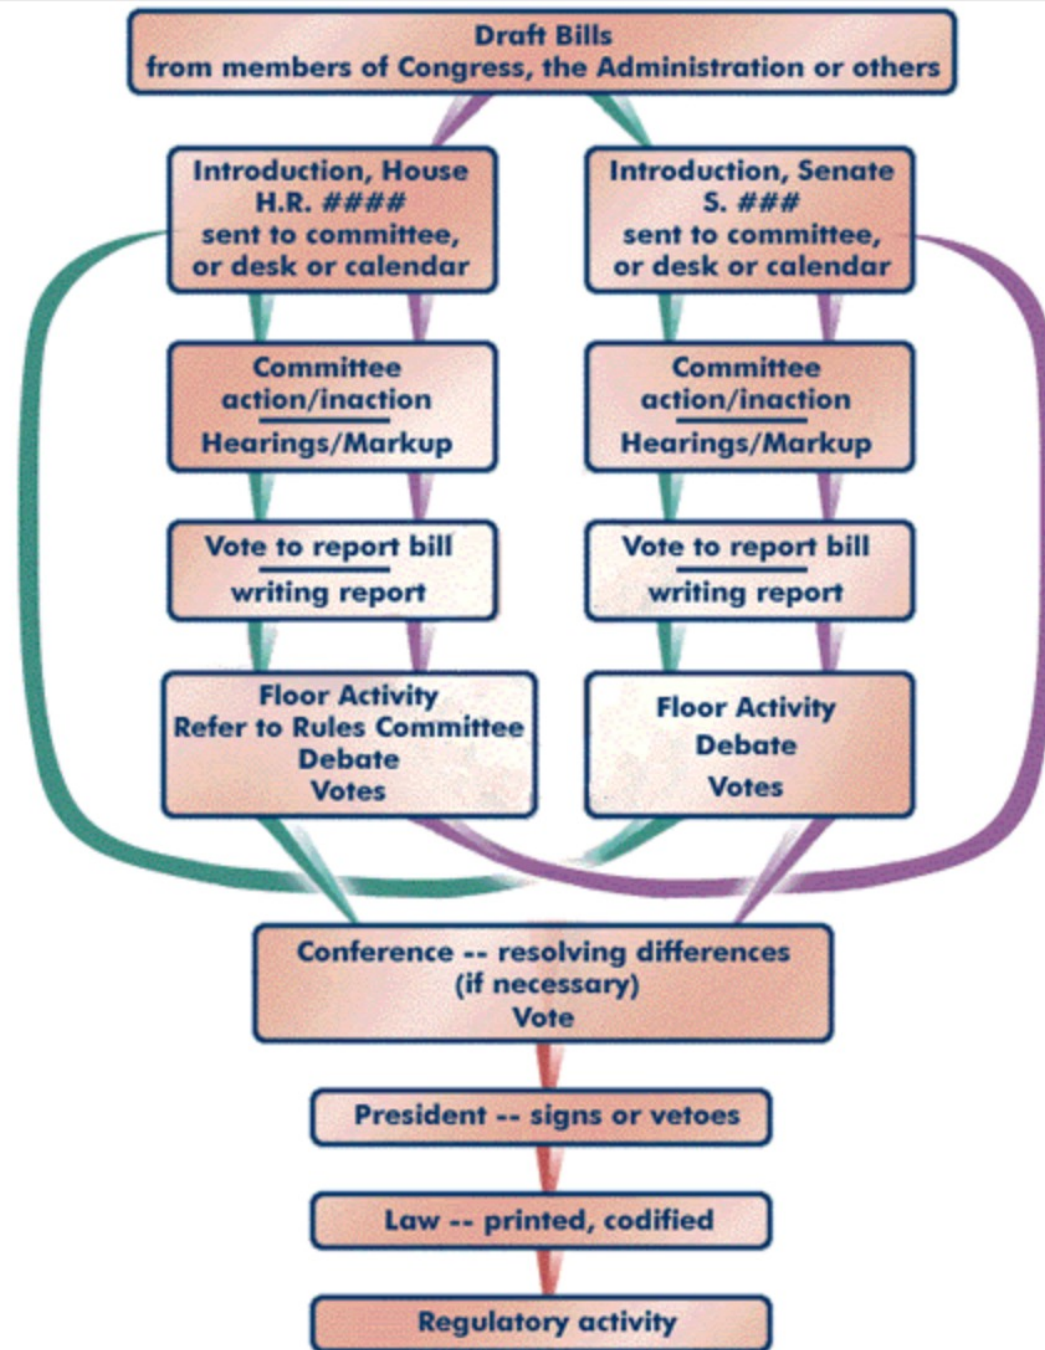 Draft Bills
from members of Congress, the Administration or others
Introduction, House
H.R. ####
sent to committee,
or desk or calendar
Introduction, Senate
S. ###
sent to committee,
or desk or calendar
Committee
action/inaction
Hearings/Markup
Committee
action/inaction
Hearings/Markup
Vote to report bill
writing report
Vote to report bill
writing report
Floor Activity
Refer to Rules Committee
Debate
Votes
Floor Activity
Debate
Votes
Conference -- resolving differences
(if necessary)
Vote
President -- signs or vetoes
Law -- printed, codified
Regulatory activity